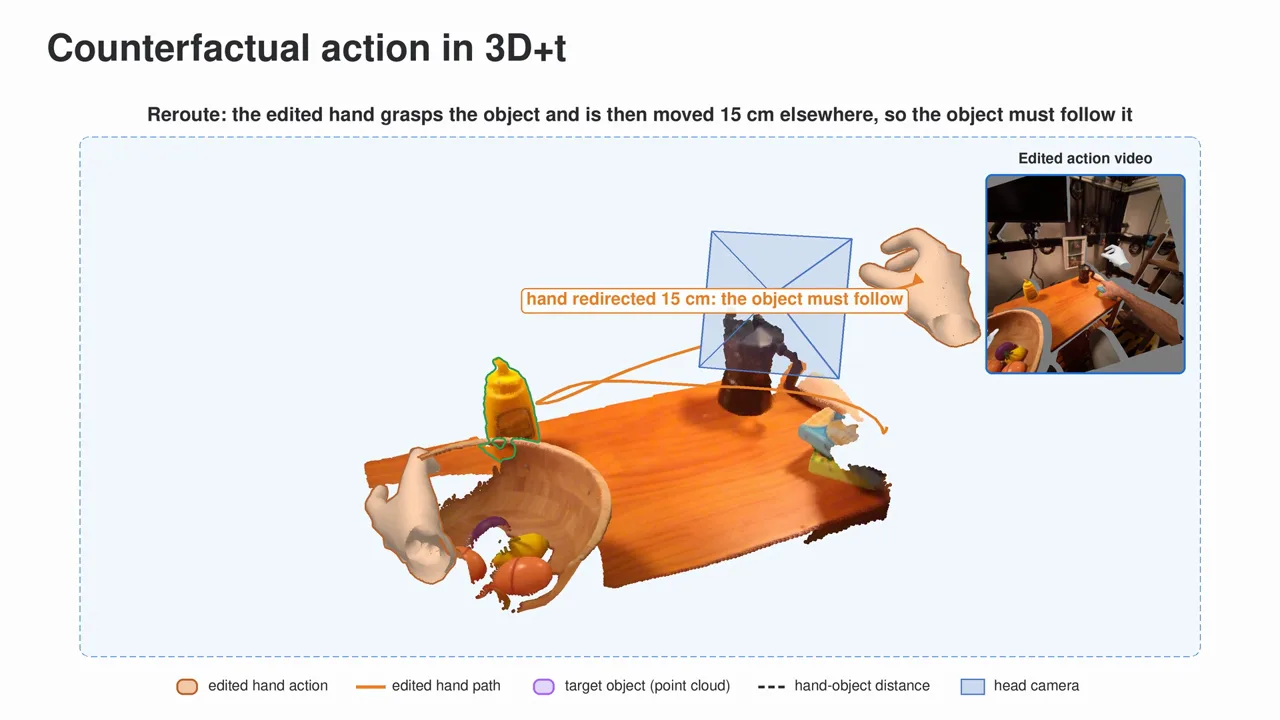 Counterfactual action in 3D+t
Reroute: the edited hand grasps the object and is then moved 15 cm elsewhere, so the object must follow it
Edited action video
hand redirected 15 cm: the object must follow
edited hand action
edited hand path
target object (point cloud)
hand-object distance
head camera